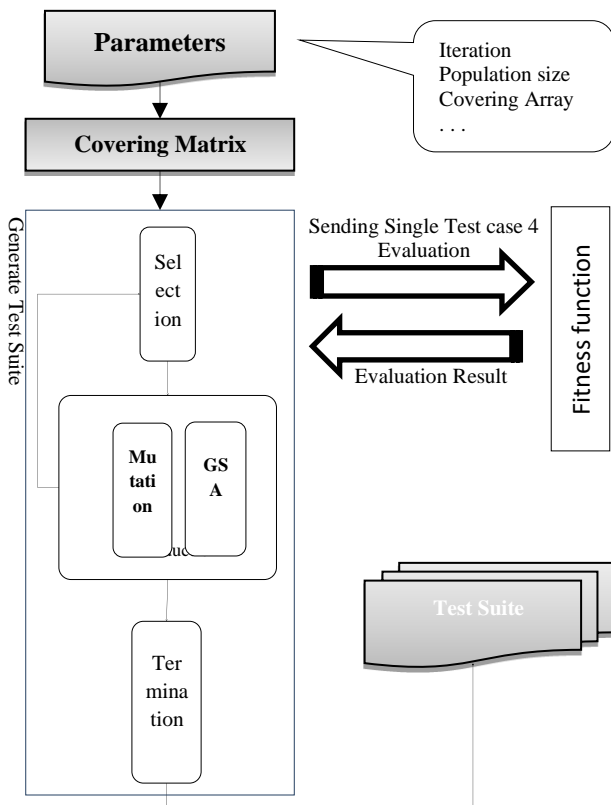 Parameters
Iteration
Population size
Covering Array
. . .
Covering Matrix
Generate Test Suite
Sel
ect
ion
Sending Single Test case 4
Evaluation
Evaluation Result
Fitness function
Mu
tati
on
GS
A
Test Suite
Ter
mina
tion